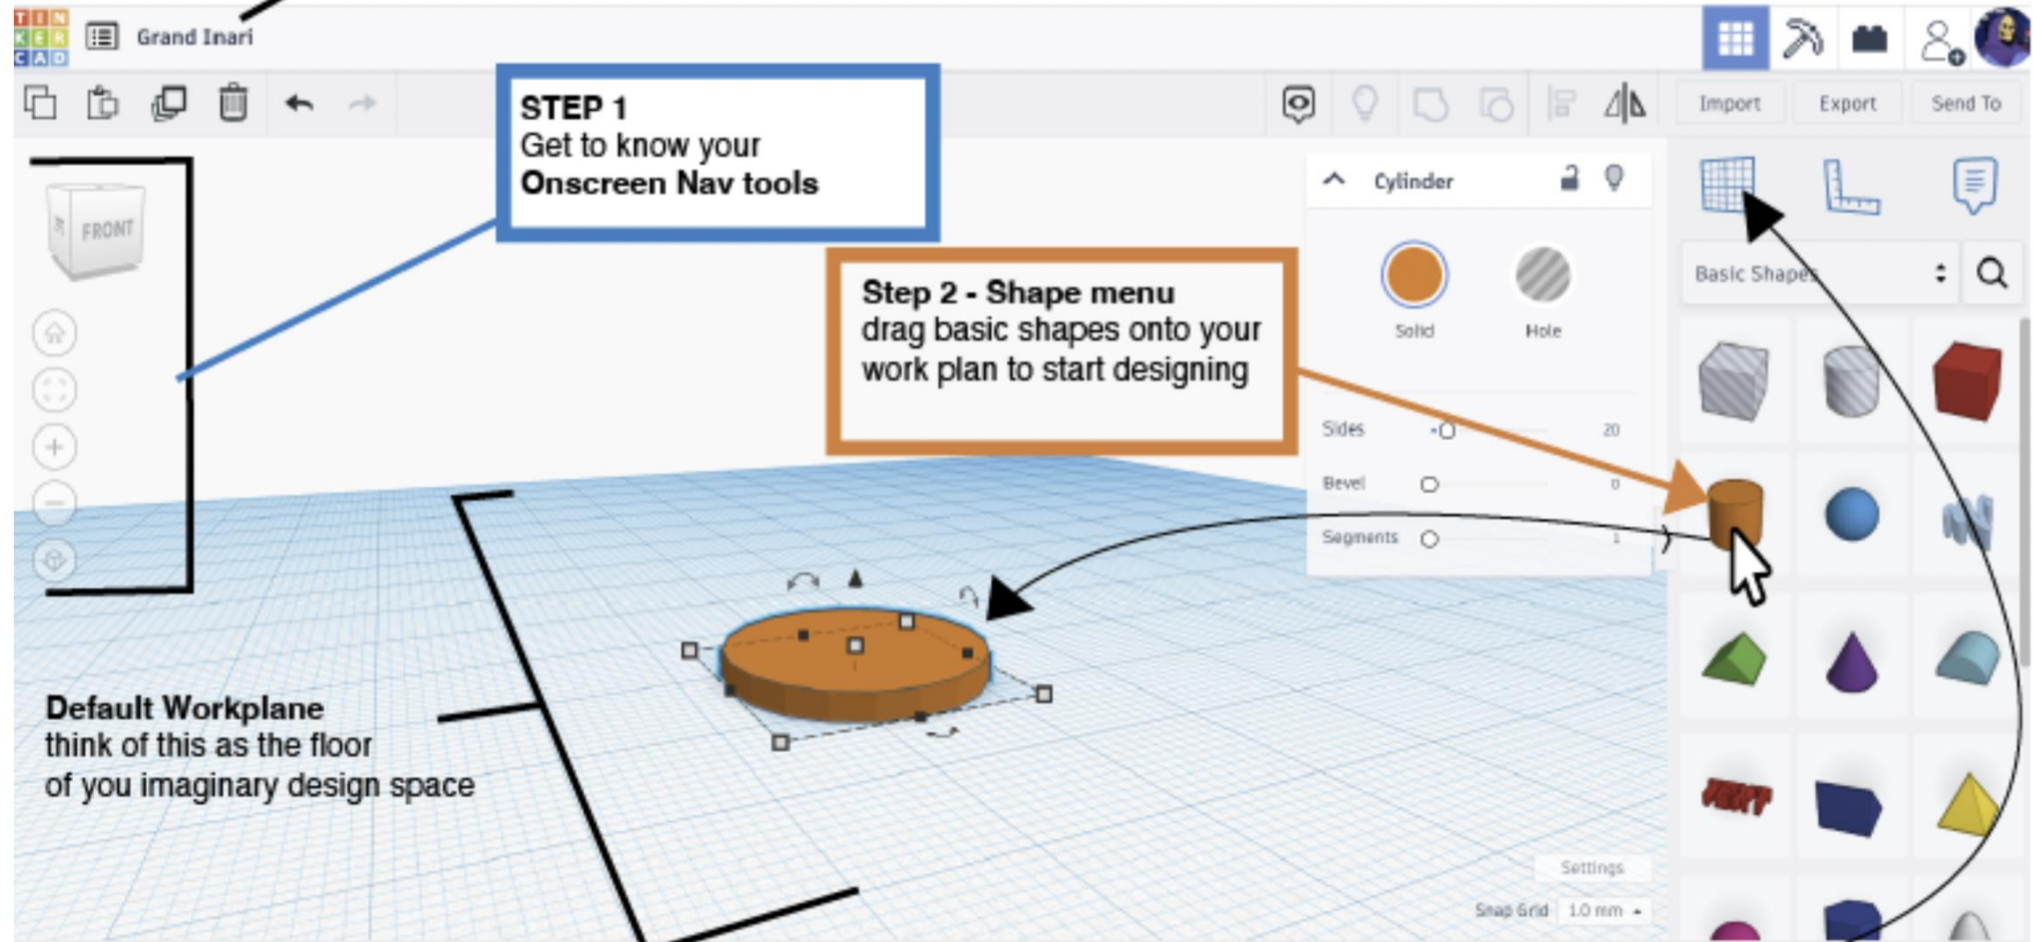 TIN
KER
CAD
Grand Inari
STEP 1
Get to know your
Onscreen Nav tools
Import
Export
Send To
FRONT
Cylinder
Solid
Hole
Basic Shapes
Step 2 - Shape menu
drag basic shapes onto your
work plan to start designing
Sides
20
Bevel
0
Segments
1
Default Workplane
think of this as the floor
of you imaginary design space
Settings
Snap Grid 1.0 mm